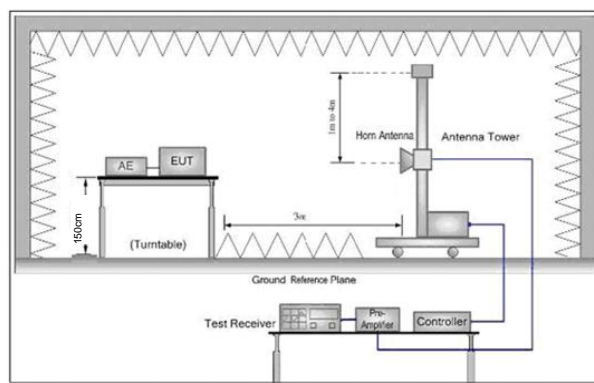 1m to 4m
Horn Antenna
Antenna Tower
AE
EUT
150cm
(Turntable)
3m
Ground Reference Plane
Test Receiver
Pre-
Amplifier
Controller